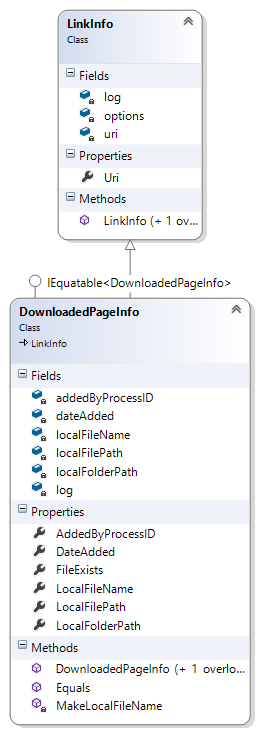 LinkInfo
Class
Fields
log
options
uri
Properties
Uri
Methods
LinkInfo (+ 1 ov...
IEquatable<DownloadedPageInfo>
DownloadedPageInfo
Class
LinkInfo
Fields
addedByProcessID
dateAdded
localFileName
localFilePath
localFolderPath
log
Properties
AddedByProcessID
DateAdded
FileExists
LocalFileName
LocalFilePath
LocalFolderPath
Methods
DownloadedPageInfo (+ 1 overlo...
Equals
MakeLocalFileName